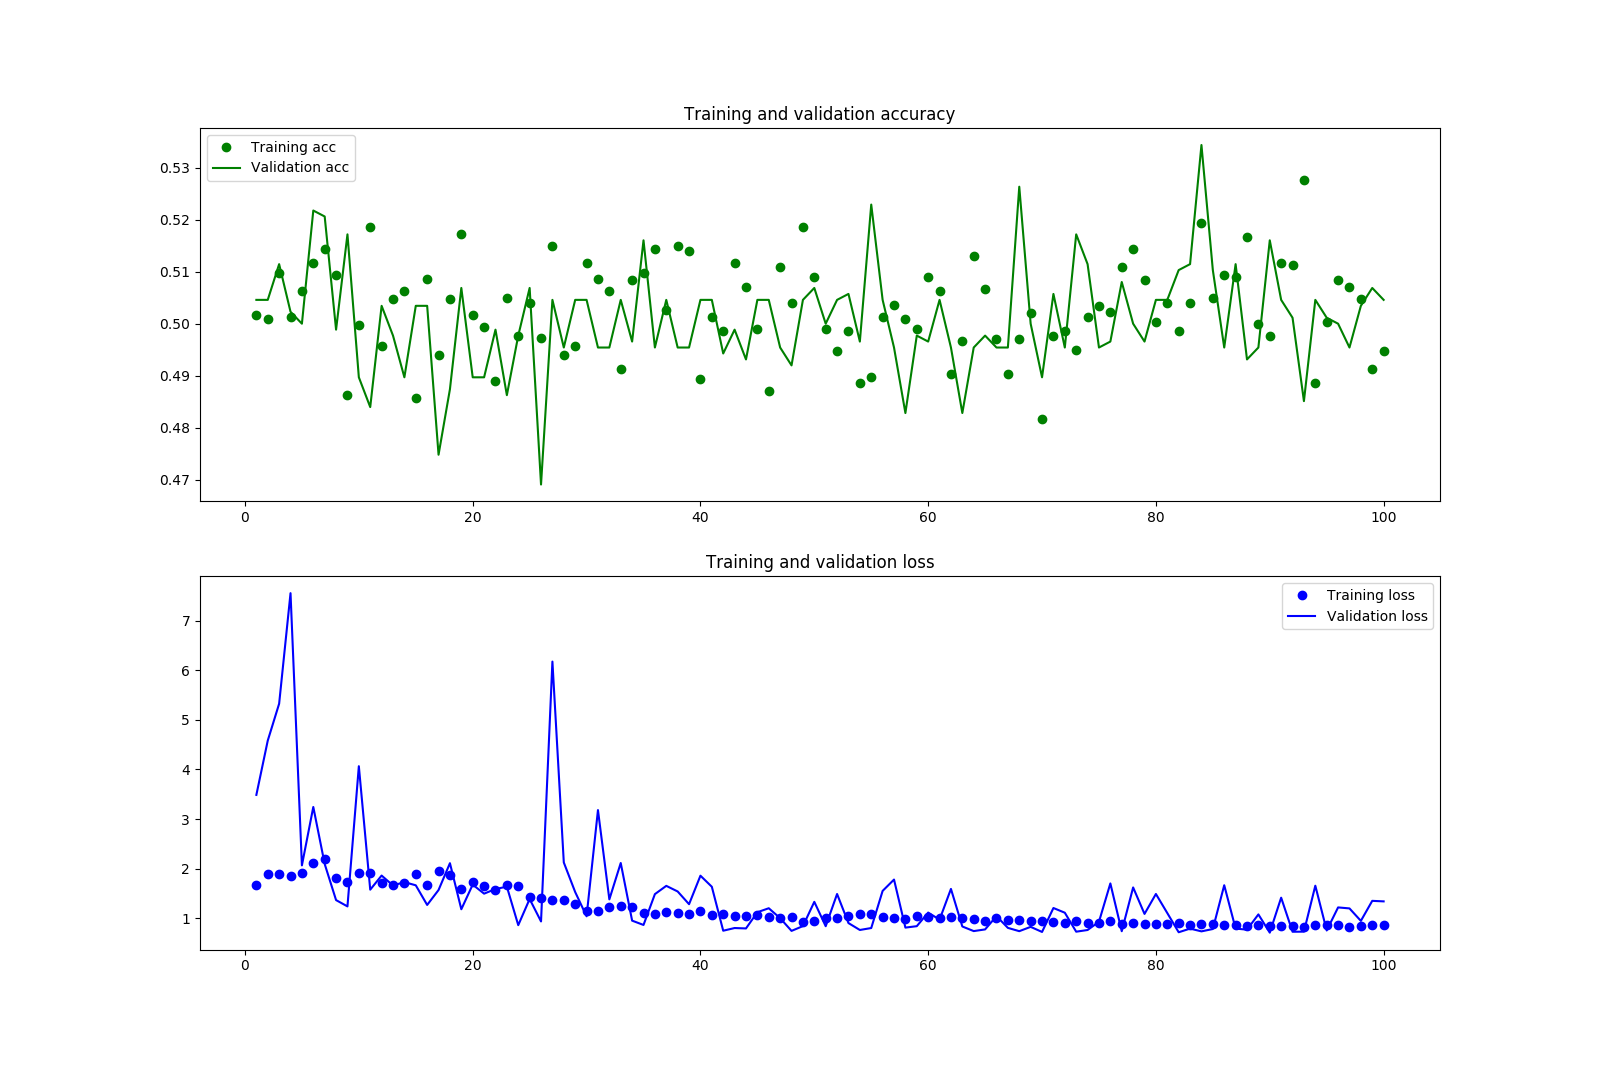 Training and validation accuracy
Training acc
Validation acc
0.53
0.52
0.51
0.50
0.49
0.48
0.47
0 20 40 60 80 100
Training and validation loss
Training loss
Validation loss
7
6
5
4
3
2
1
0 20 40 60 80 100